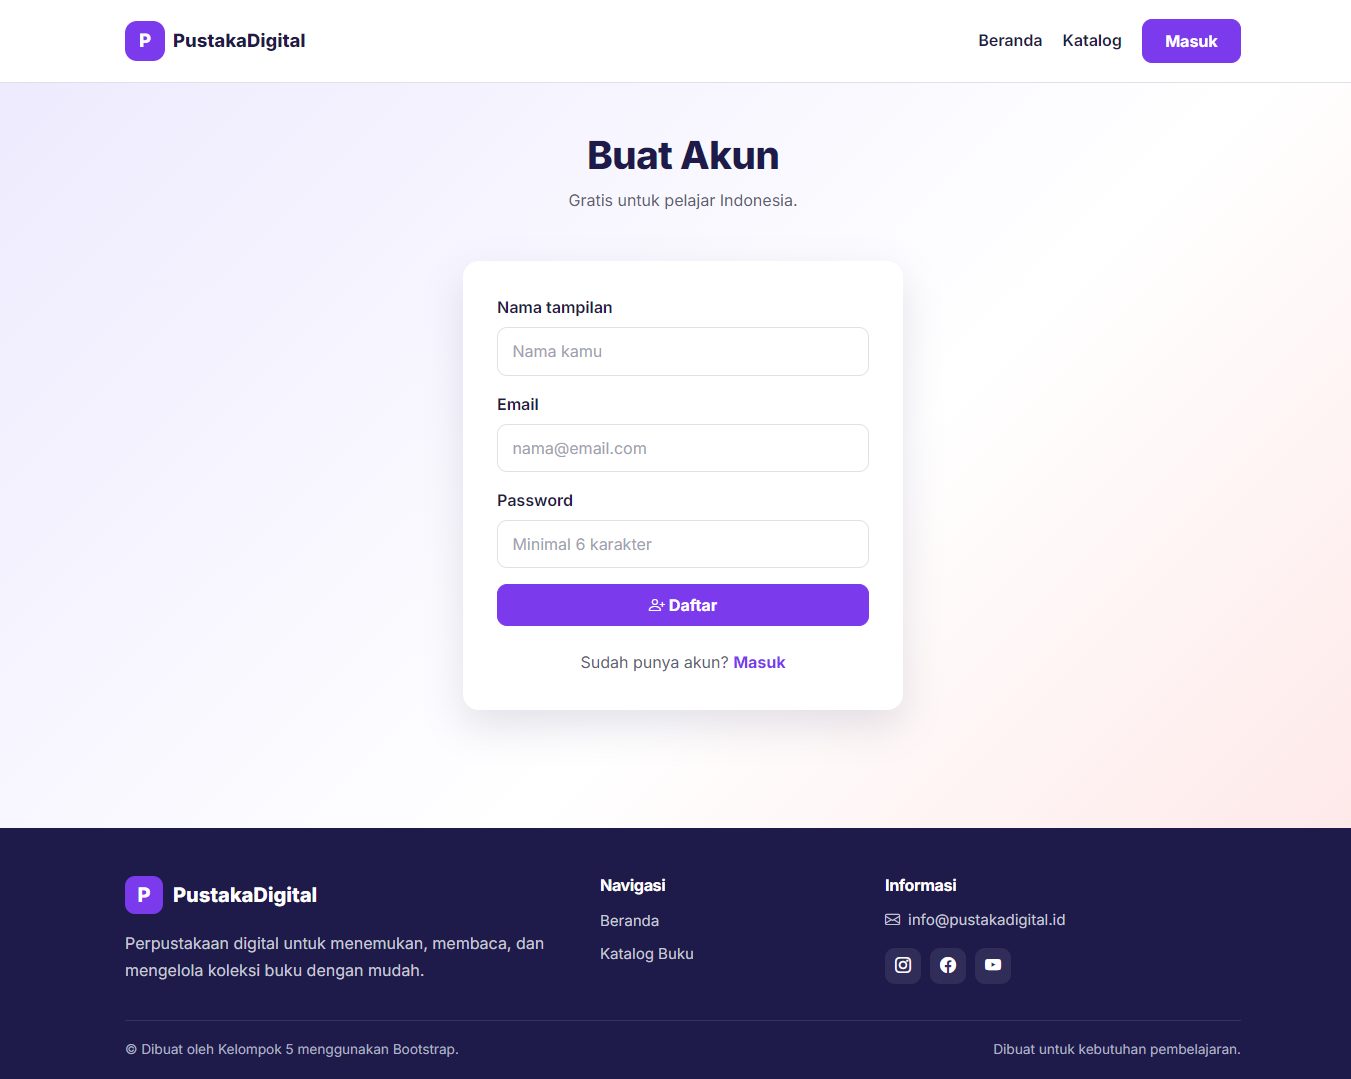 P PustakaDigital
Beranda Katalog Masuk
Buat Akun
Gratis untuk pelajar Indonesia.
Nama tampilan
Nama kamu
Email
nama@email.com
Password
Minimal 6 karakter
Daftar
Sudah punya akun? Masuk
P PustakaDigital
Perpustakaan digital untuk menemukan, membaca, dan
mengelola koleksi buku dengan mudah.
Navigasi
Beranda
Katalog Buku
Informasi
info@pustakadigital.id
© Dibuat oleh Kelompok 5 menggunakan Bootstrap.
Dibuat untuk kebutuhan pembelajaran.